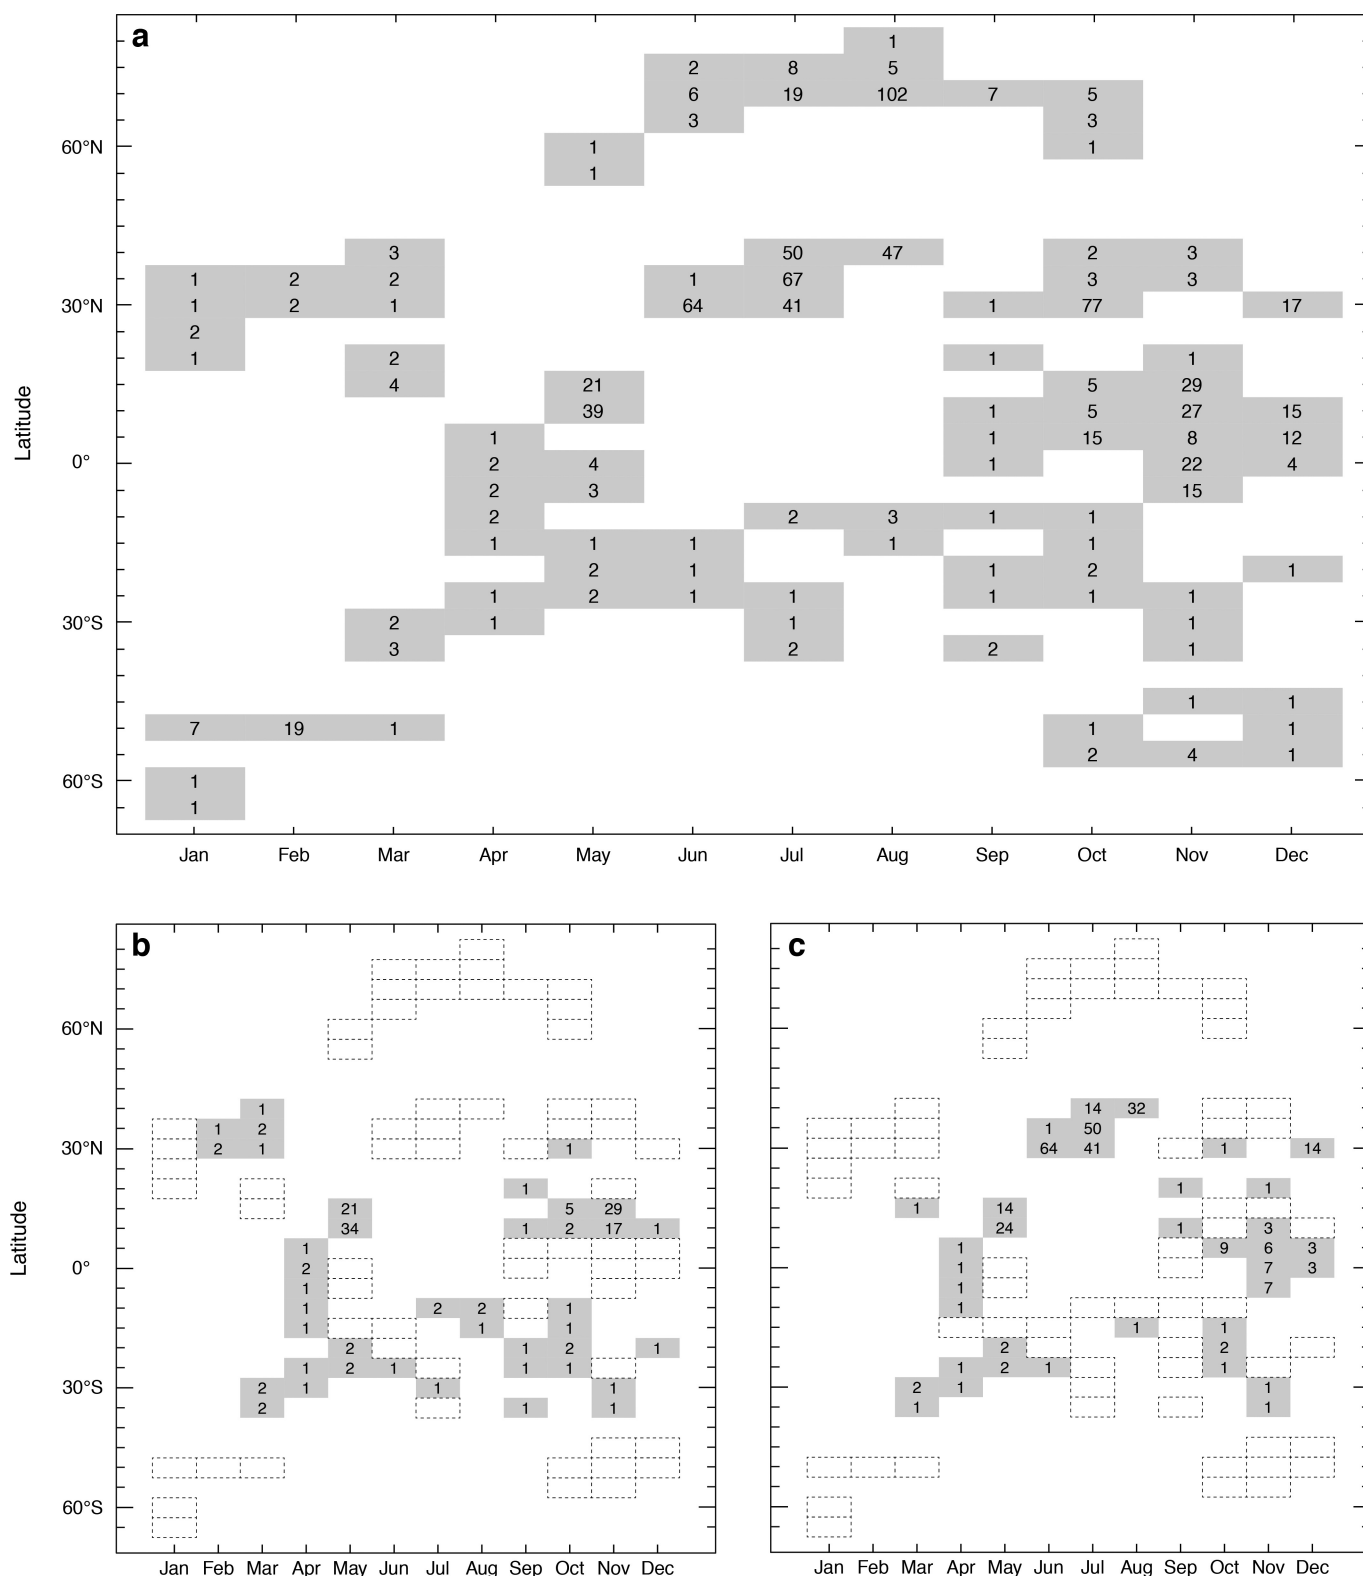 a
1
2 8 5
6 19 102 7 5
3 3
60°N 1 1
1
3 50 47 2 3
1 2 2 1 67 3 3
30°N 1 2 1 64 41 1 77 17
2
1 2 1 1
4 21 5 29
39 1 5 27 15
1 1 15 8 12
0° 2 4 1 22 4
2 3 15
2 2 3 1 1
1 1 1 1 1
2 1 1 2 1
1 2 1 1 1 1 1
30°S 2 1 1 1
3 2 2 1
1 1
7 19 1 1 1
2 4 1
60°S 1
1
Latitude
Jan Feb Mar Apr May Jun Jul Aug Sep Oct Nov Dec
b
60°N
1
1 2
30°N 2 1 1
1
21 5 29
34 1 2 17 1
1
0° 2
1
1 2 2 1
1 1 1
2 1 2 1
1 2 1 1 1
30°S 2 1 1 1
2 1 1
60°S
Latitude
Jan Feb Mar Apr May Jun Jul Aug Sep Oct Nov Dec
c
14 32
1 50
64 41 1 14
1 1
1 14
24 1 3
1 9 6 3
1 7 3
1 7
1
1 1
2 2
1 2 1 1
2 1 1
1 1
Jan Feb Mar Apr May Jun Jul Aug Sep Oct Nov Dec